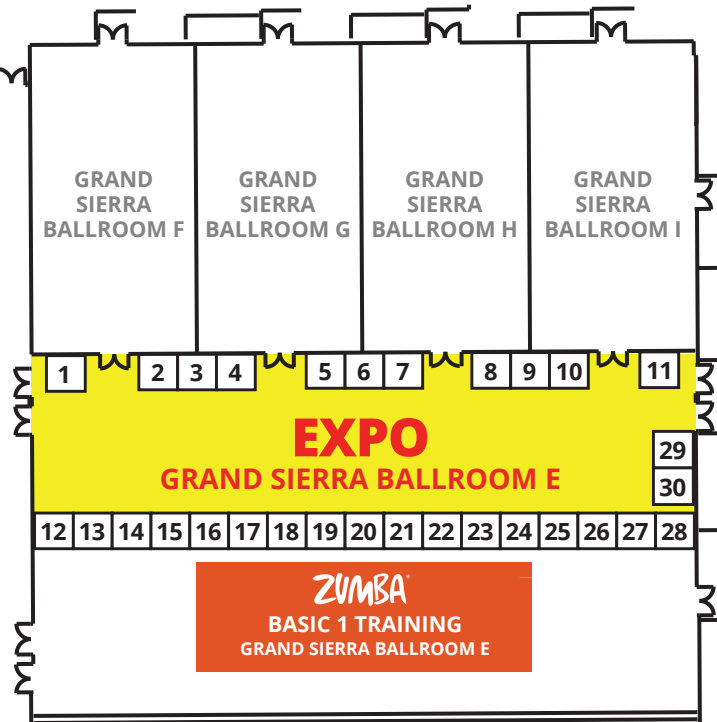 GRAND
SIERRA
BALLROOM F
GRAND
SIERRA
BALLROOM G
GRAND
SIERRA
BALLROOM H
GRAND
SIERRA
BALLROOM I
1 2 3 4 5 6 7 8 9 10 11
EXPO
GRAND SIERRA BALLROOM E
29
30
12 13 14 15 16 17 18 19 20 21 22 23 24 25 26 27 28
ZUMBA®
BASIC 1 TRAINING
GRAND SIERRA BALLROOM E